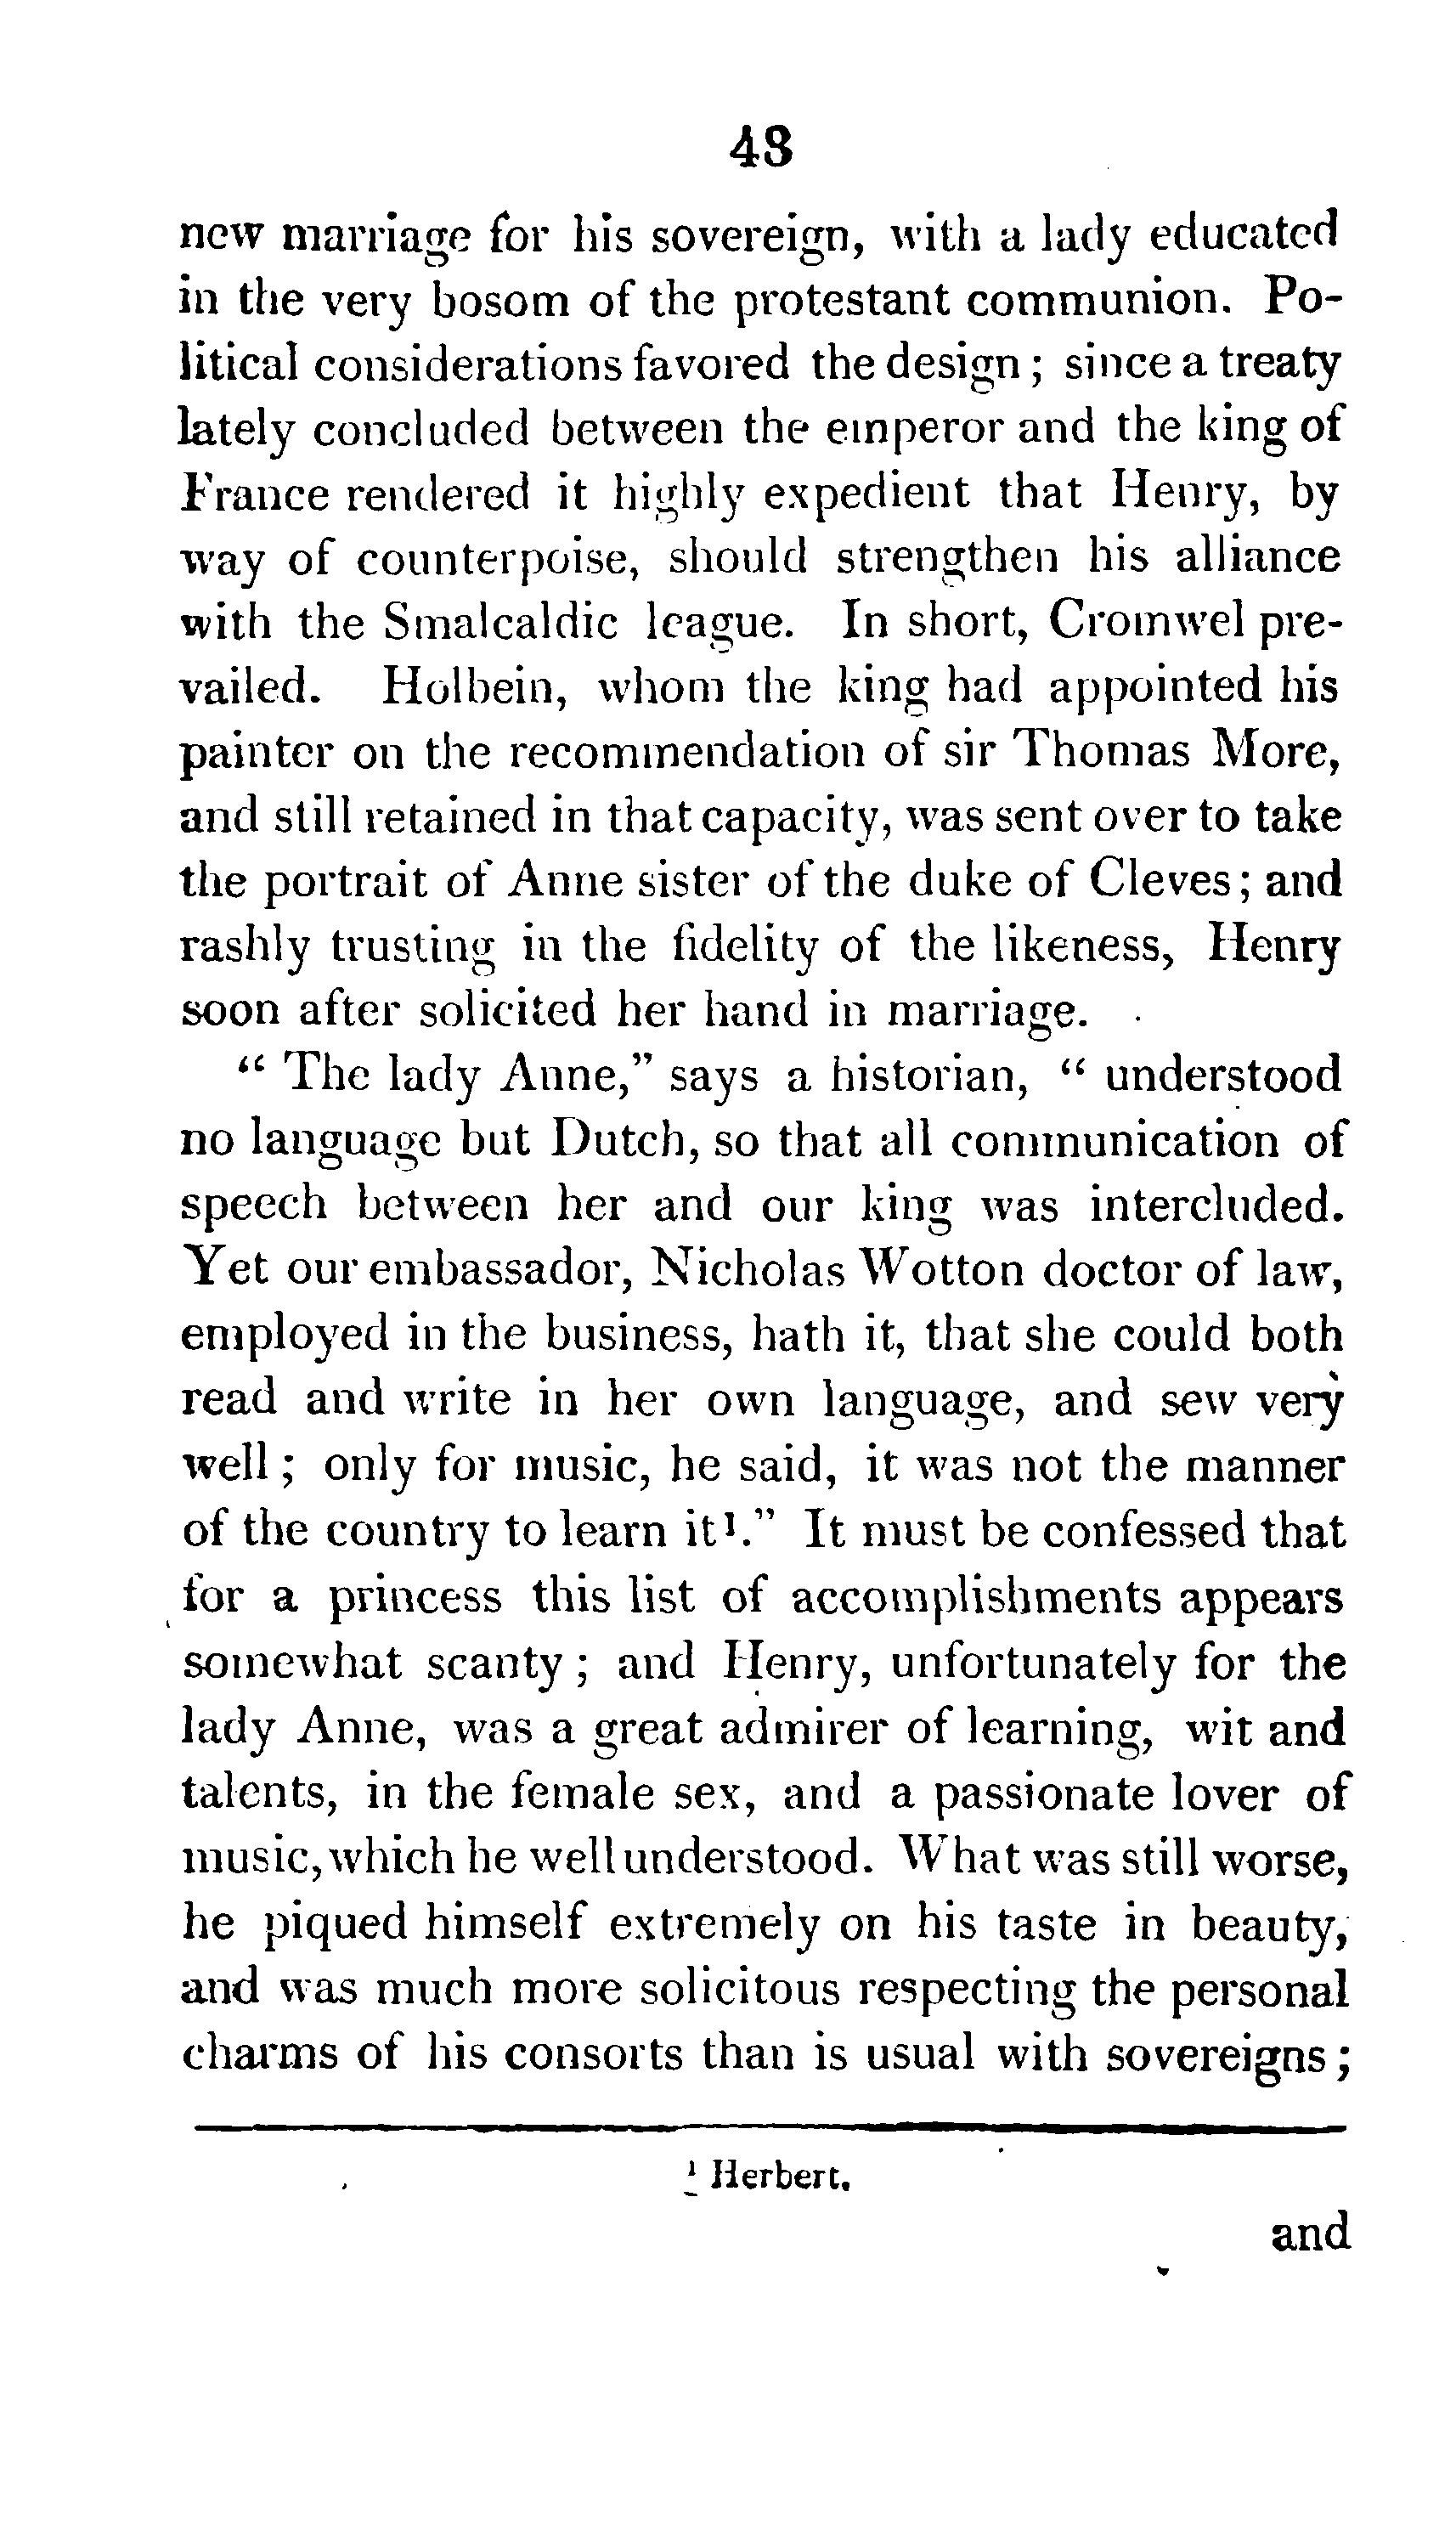 48
new marriage for his sovereign, with a lady educated
in the very bosom of the protestant communion. Po-
litical considerations favored the design; since a treaty
lately concluded between the emperor and the king of
France rendered it highly expedient that Henry, by
way of counterpoise, should strengthen his alliance
with the Smalcaldic league. In short, Cromwel pre-
vailed. Holbein, whom the king had appointed his
painter on the recommendation of sir Thomas More,
and still retained in that capacity, was sent over to take
the portrait of Anne sister of the duke of Cleves; and
rashly trusting in the fidelity of the likeness, Henry
soon after solicited her hand in marriage.
“ The lady Anne,” says a historian, “ understood
no language but Dutch, so that all communication of
speech between her and our king was intercluded.
Yet our embassador, Nicholas Wotton doctor of law,
employed in the business, hath it, that she could both
read and write in her own language, and sew very
well; only for music, he said, it was not the manner
of the country to learn it¹.” It must be confessed that
for a princess this list of accomplishments appears
somewhat scanty; and Henry, unfortunately for the
lady Anne, was a great admirer of learning, wit and
talents, in the female sex, and a passionate lover of
music, which he well understood. What was still worse,
he piqued himself extremely on his taste in beauty,
and was much more solicitous respecting the personal
charms of his consorts than is usual with sovereigns;
¹ Herbert.
and